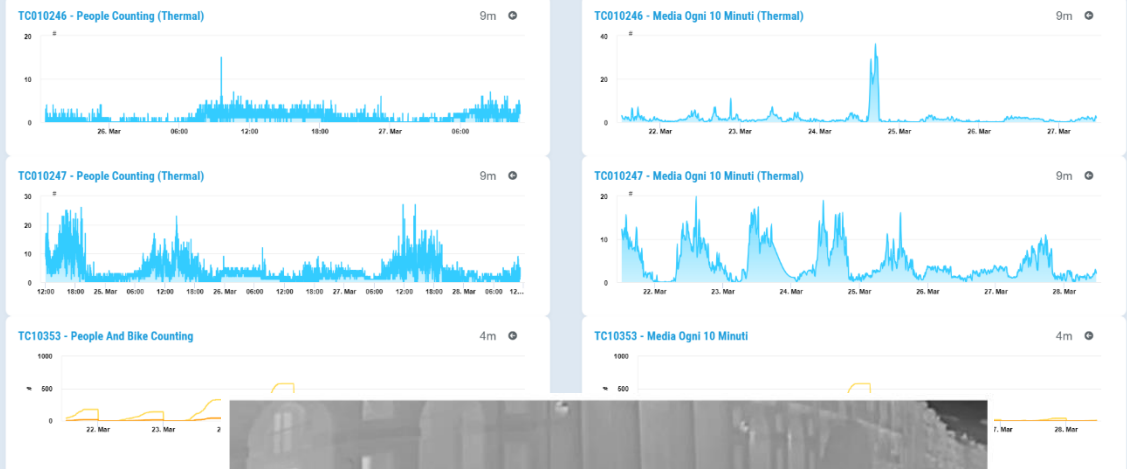 TC010246 - People Counting (Thermal)
9m
#
20
10
0
26. Mar 06:00 12:00 18:00 27. Mar 06:00
TC010246 - Media Ogni 10 Minuti (Thermal)
9m
#
40
20
0
22. Mar 23. Mar 24. Mar 25. Mar 26. Mar 27. Mar
TC010247 - People Counting (Thermal)
9m
#
30
20
10
0
12:00 18:00 25. Mar 06:00 12:00 18:00 26. Mar 06:00 12:00 18:00 27. Mar 06:00 12:00 18:00 28. Mar 06:00 12...
TC010247 - Media Ogni 10 Minuti (Thermal)
9m
#
20
10
0
22. Mar 23. Mar 24. Mar 25. Mar 26. Mar 27. Mar 28. Mar
TC10353 - People And Bike Counting
4m
#
1000
500
0
22. Mar 23. Mar 2
TC10353 - Media Ogni 10 Minuti
4m
#
1000
500
7. Mar 28. Mar